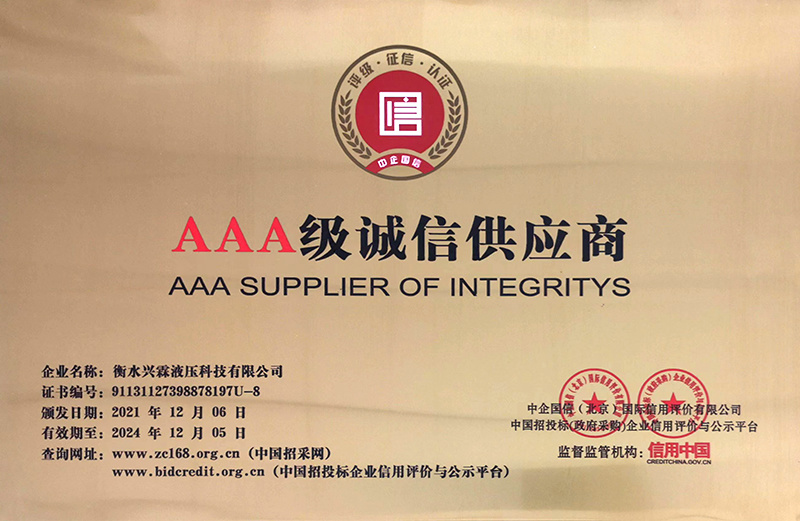 评级·征信·认证
信
中企国信
AAA级诚信供应商
AAA SUPPLIER OF INTEGRITYS
企业名称：衡水兴霖液压科技有限公司
证书编号：91131127398878197U-8
颁发日期：2021 年 12 月 06 日
有效期至：2024 年 12 月 05 日
查询网址：www.zc168.org.cn（中国招采网）
www.bidcredit.org.cn（中国招投标企业信用评价与公示平台）
中企国信（北京）国际信用评价有限公司
中国招投标(政府采购)企业信用评价与公示平台
监督监管机构：信用中国
CREDITCHINA.GOV.CN